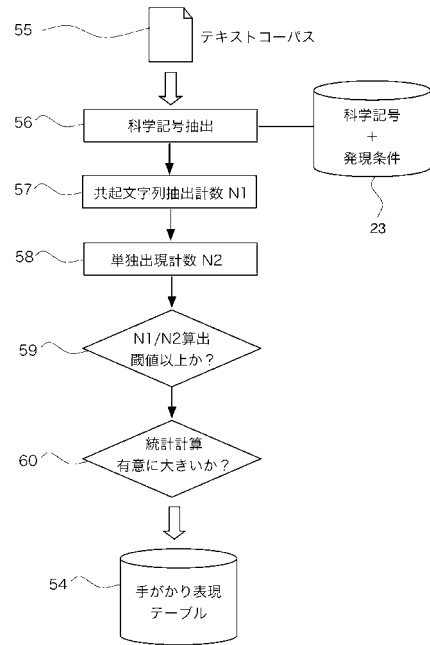 55
テキストコーパス
56
科学記号抽出
科学記号
+
発現条件
23
57
共起文字列抽出計数 N1
58
単独出現計数 N2
59
N1/N2算出
閾値以上か?
60
統計計算
有意に大きいか?
54
手がかり表現
テーブル